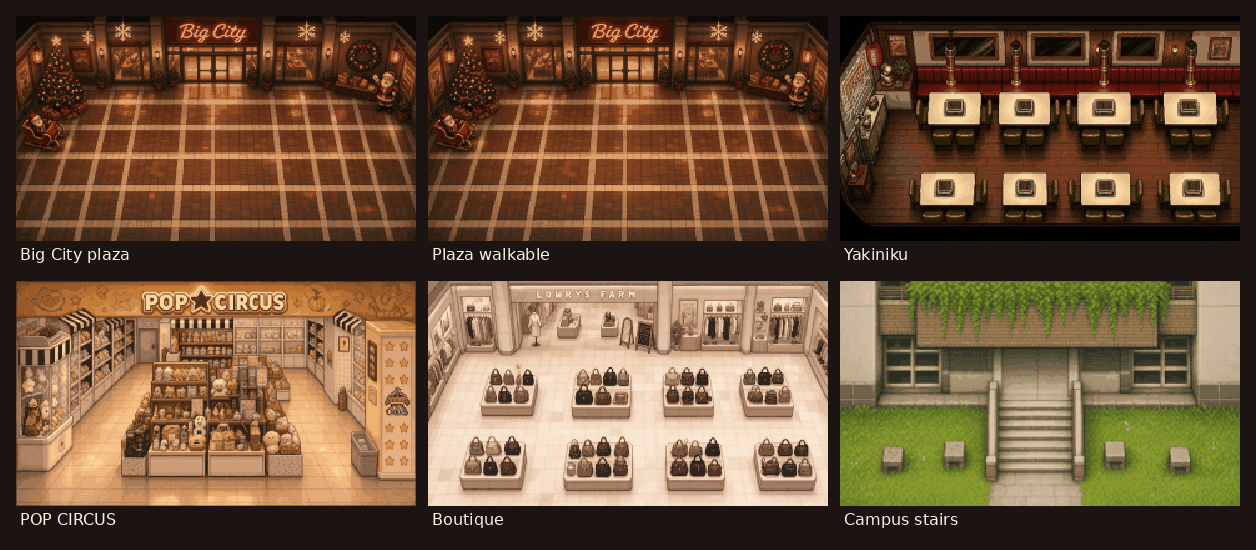 Big City
Big City
Big City plaza
Plaza walkable
Yakiniku
POP CIRCUS
LOWRYS FARM
POP CIRCUS
Boutique
Campus stairs